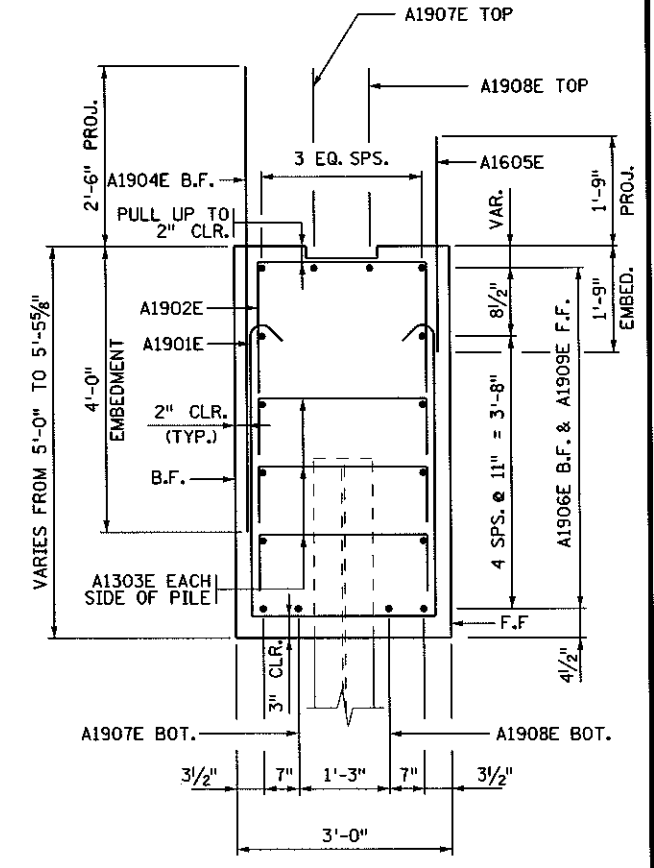 A1907E TOP
A1908E TOP
2'-6" PROJ.
3 EQ. SPS.
A1904E B.F.
A1605E
VAR.
1'-9"
PROJ.
PULL UP TO
2" CLR.
8½"
1'-9"
EMBED.
A1902E
A1901E
VARIES FROM 5'-0" TO 5'-5⅝"
4'-0"
EMBEDMENT
2" CLR.
(TYP.)
B.F.
4 SPS. @ 11" = 3'-8"
A1906E B.F. & A1909E F.F.
A1303E EACH
SIDE OF PILE
F.F
3" CLR.
4½"
A1907E BOT.
A1908E BOT.
3½"
7"
1'-3"
7"
3½"
3'-0"